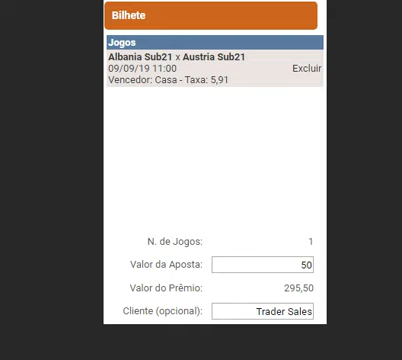 Bilhete
Jogos
Albania Sub21 x Austria Sub21
09/09/19 11:00 Excluir
Vencedor: Casa - Taxa: 5,91
N. de Jogos: 1
Valor da Aposta: 50
Valor do Prêmio: 295,50
Cliente (opcional): Trader Sales